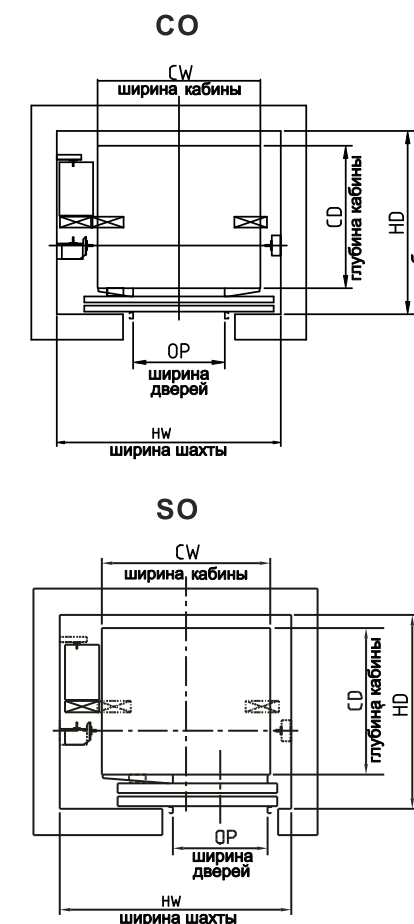 CO
CW
ширина кабины
CD
глубина кабины
HD
OP
ширина
дверей
HW
ширина шахты
SO
CW
ширина кабины
CD
глубина кабины
HD
OP
ширина
дверей
HW
ширина шахты